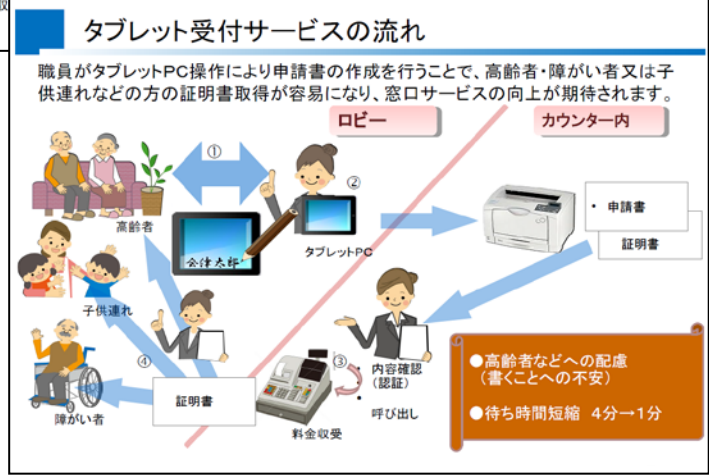 取
タブレット受付サービスの流れ
職員がタブレットPC操作により申請書の作成を行うことで、高齢者・障がい者又は子
供連れなどの方の証明書取得が容易になり、窓口サービスの向上が期待されます。
ロビー
カウンター内
①
②
高齢者
会津太郎
タブレットPC
・ 申請書
証明書
子供連れ
④
障がい者
証明書
③
料金収受
内容確認
(認証)
・
呼び出し
●高齢者などへの配慮
(書くことへの不安)
●待ち時間短縮 4分→1分